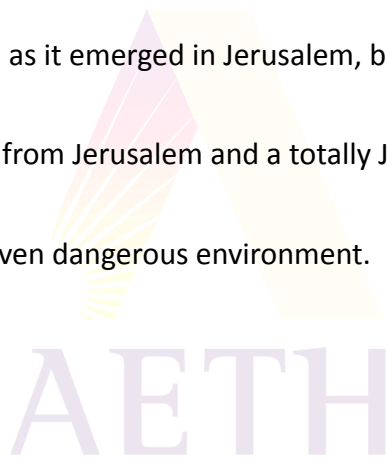 as it emerged in Jerusalem, b
from Jerusalem and a totally J
ven dangerous environment.
AETH